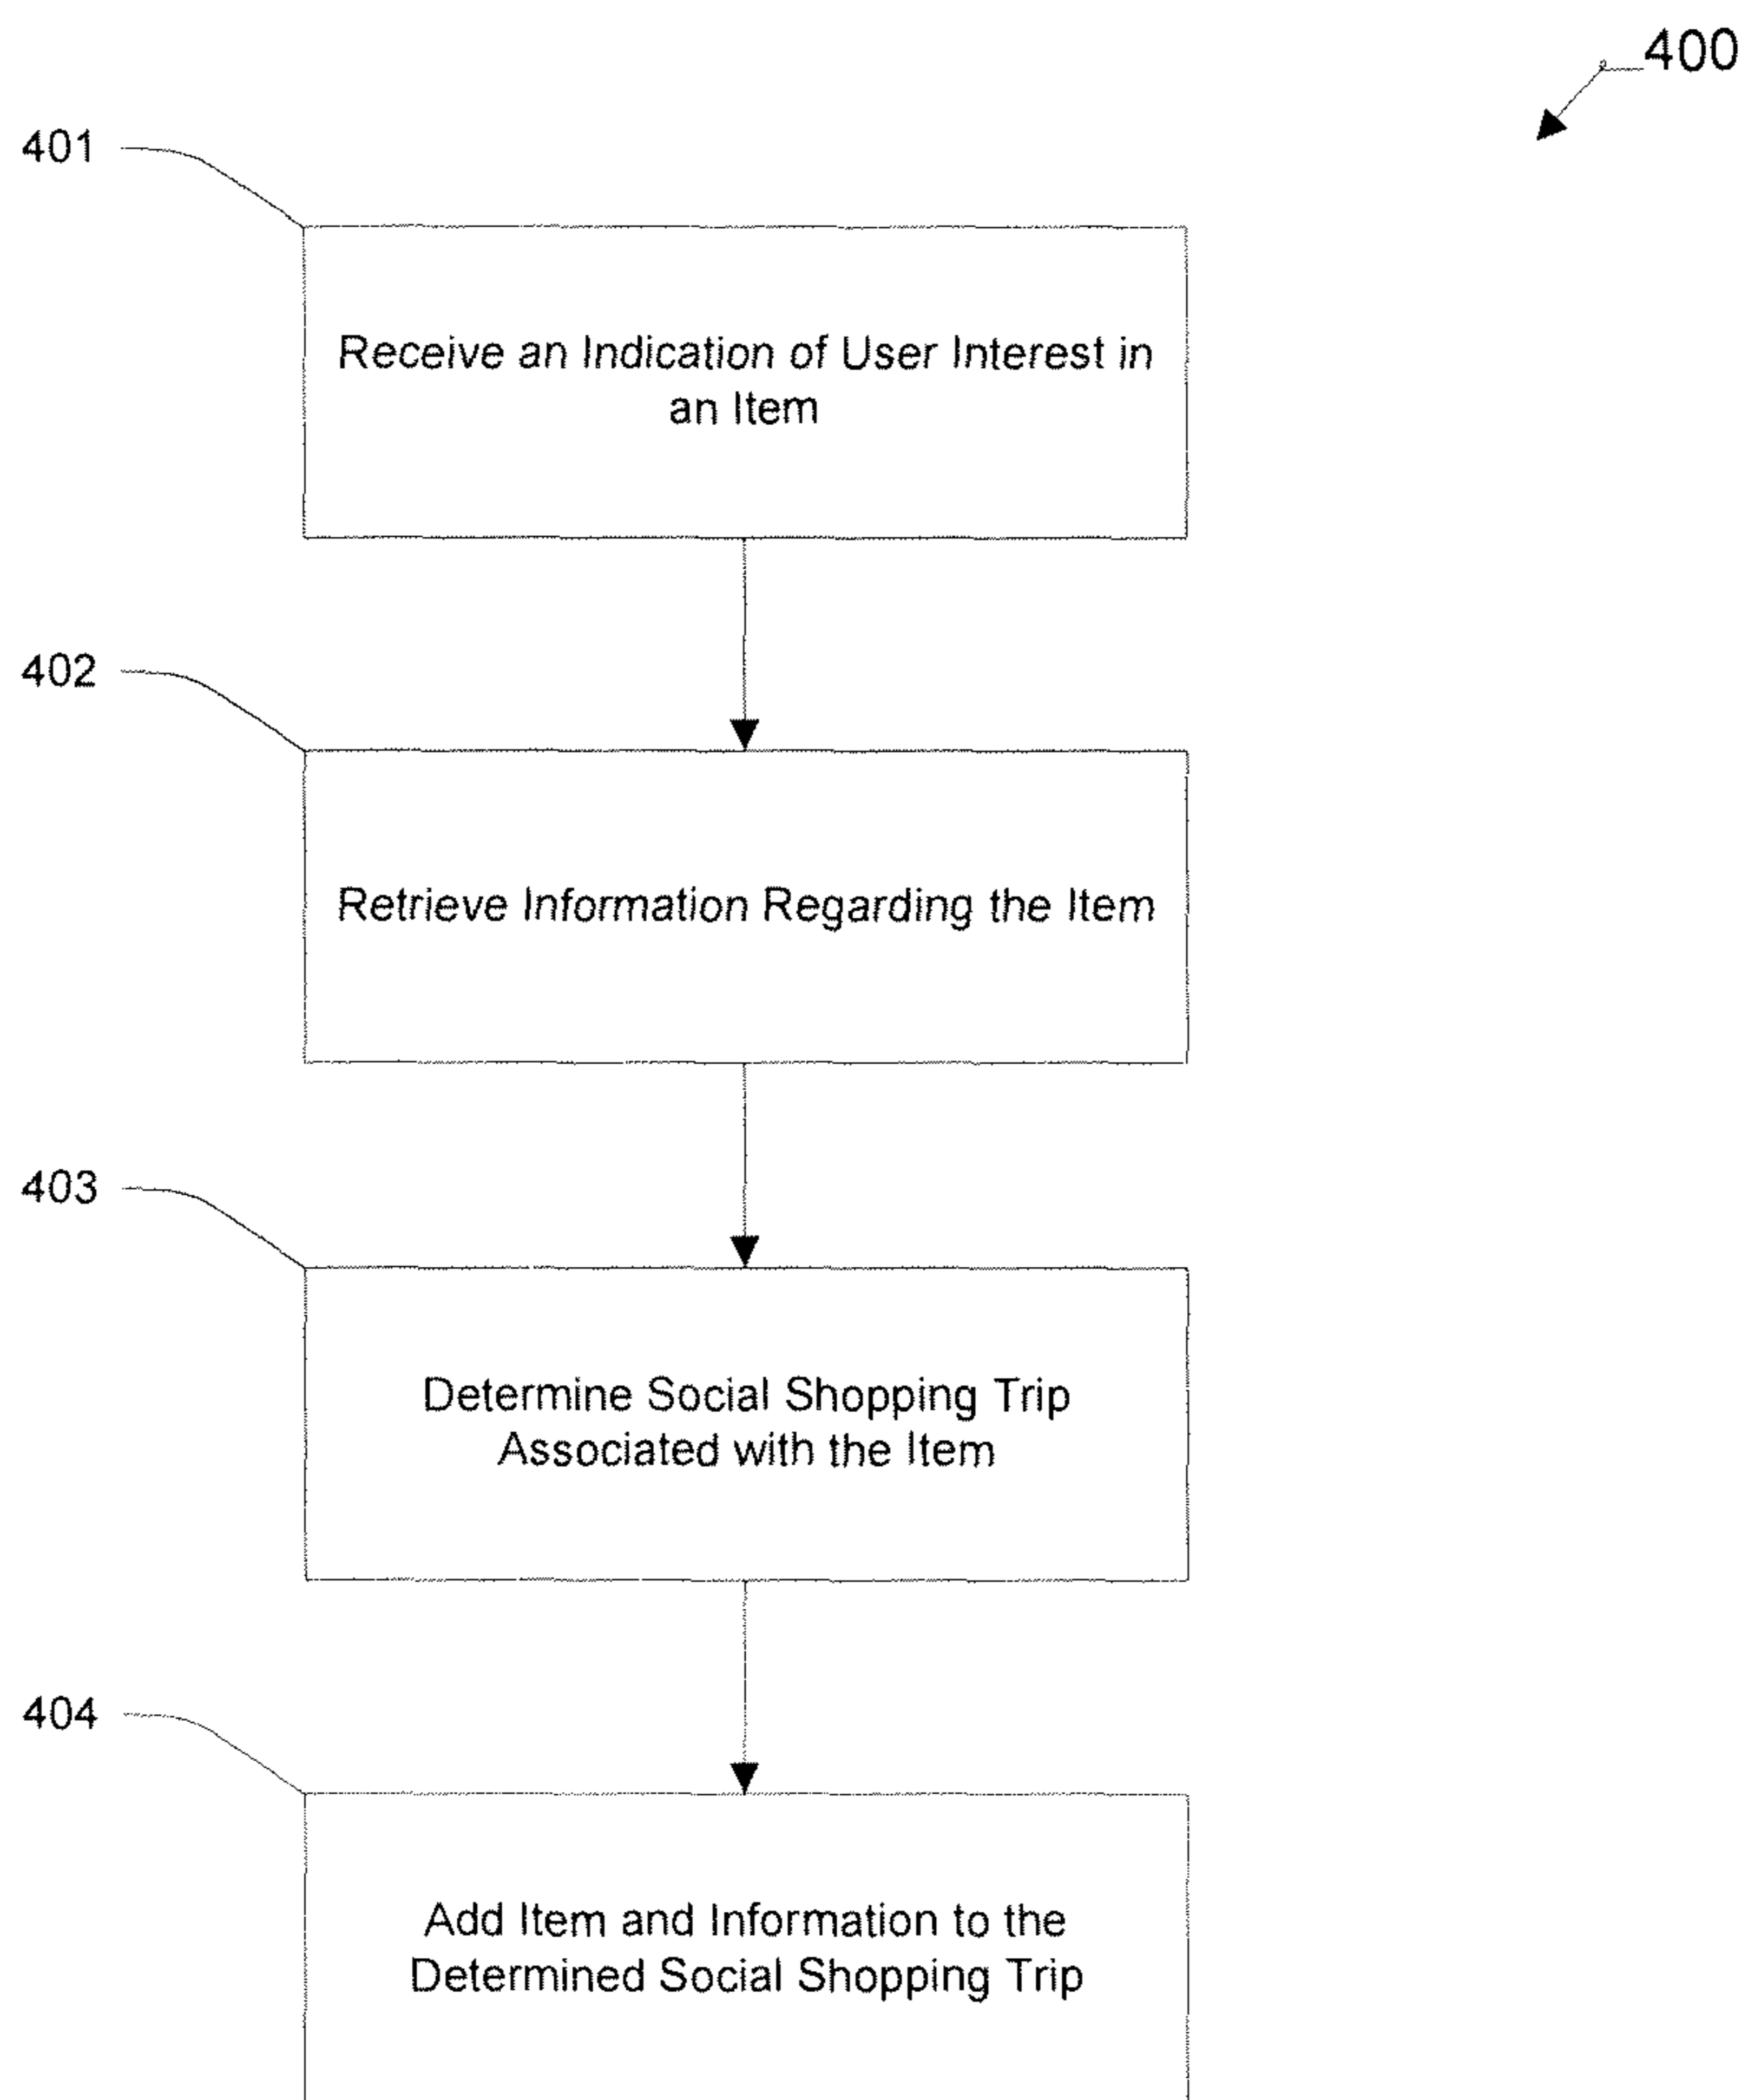 400
401
Receive an Indication of User Interest in
an Item
402
Retrieve Information Regarding the Item
403
Determine Social Shopping Trip
Associated with the Item
404
Add Item and Information to the
Determined Social Shopping Trip